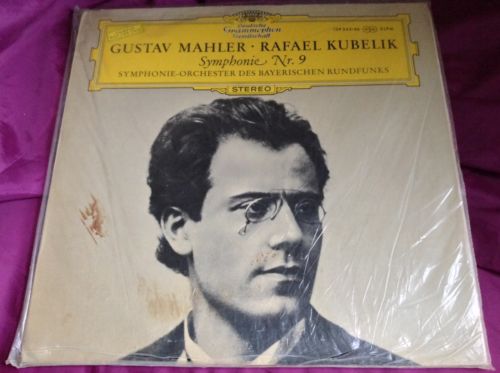 Deutsche
Grammophon
Gesellschaft
GUSTAV MAHLER · RAFAEL KUBELIK
Symphonie Nr. 9
SYMPHONIE-ORCHESTER DES BAYERISCHEN RUNDFUNKS
STEREO